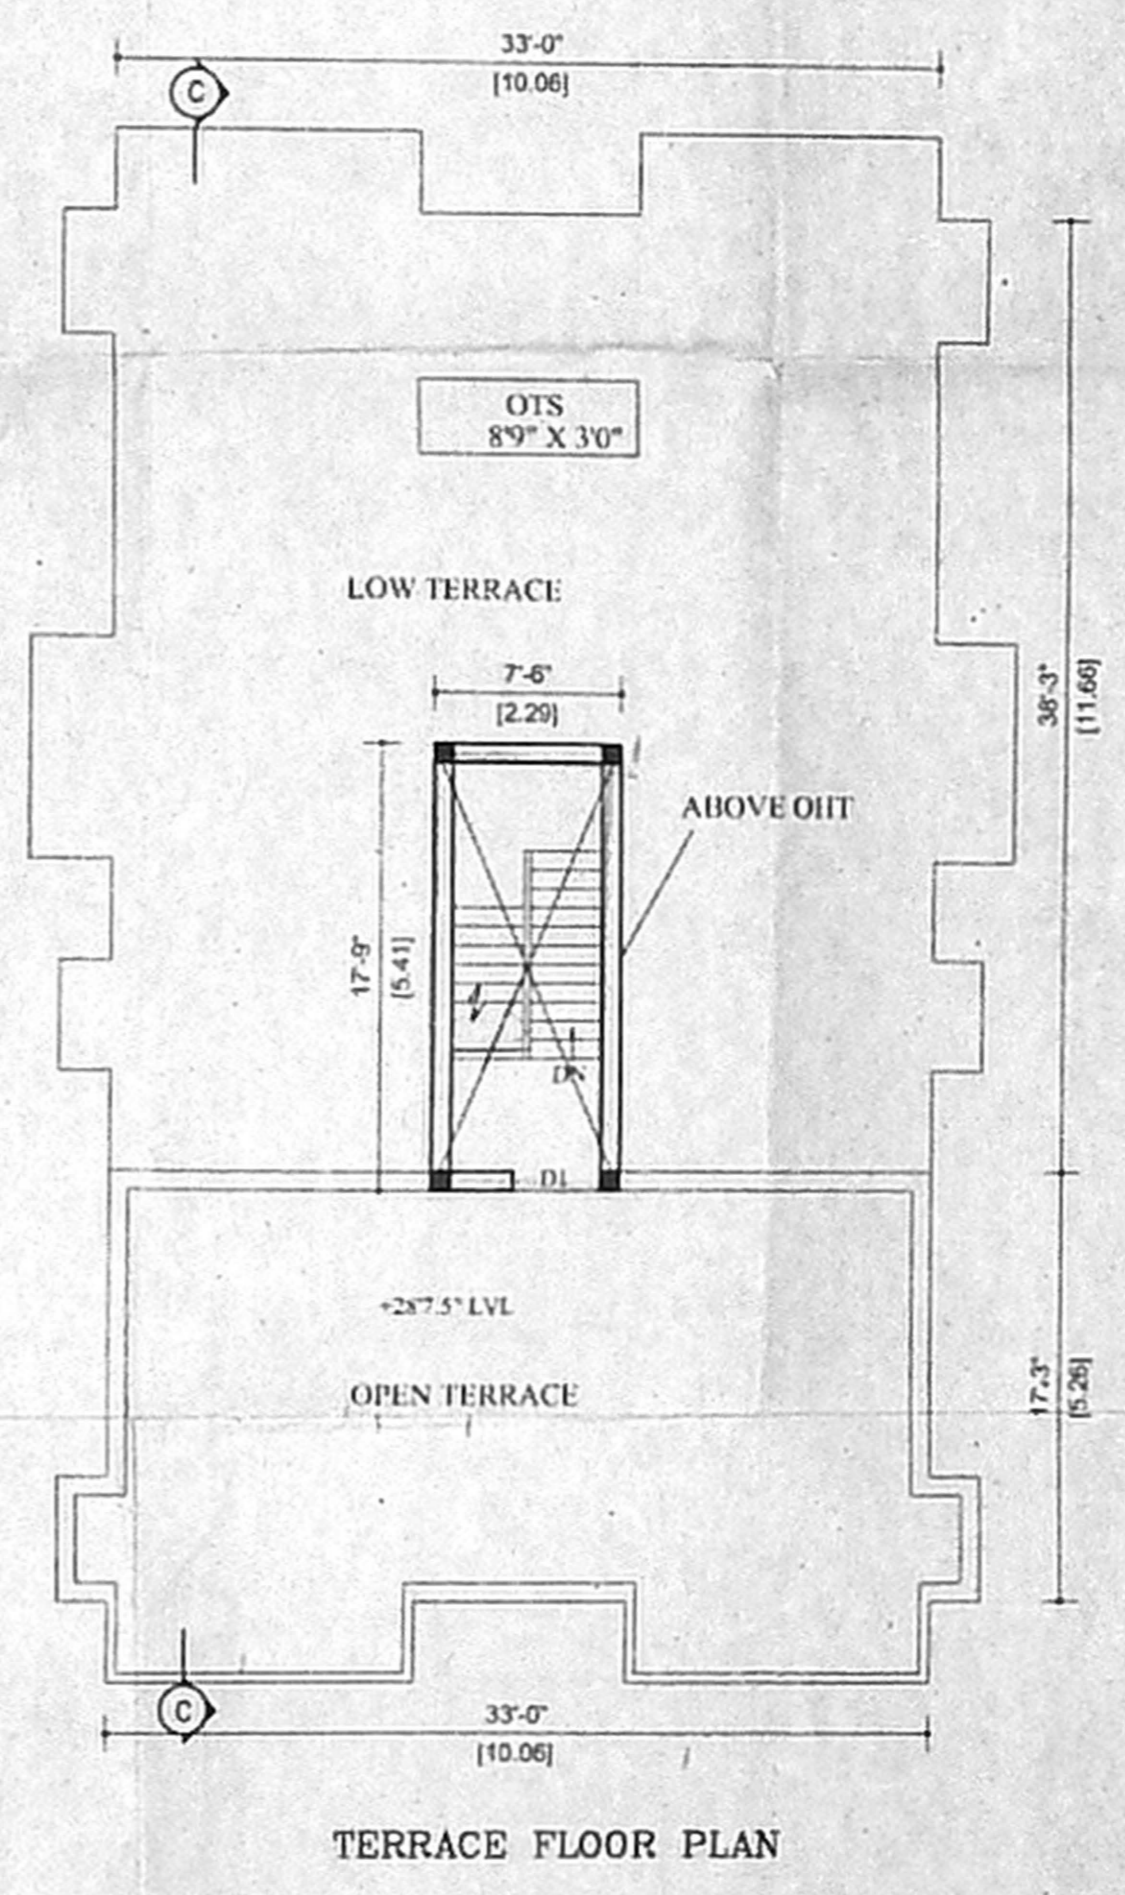 33'-0"
[10.06]
C
OTS
8'9" X 3'0"
LOW TERRACE
7'-6"
[2.29]
38'-3"
[11.66]
ABOVE OHT
17'-9"
[5.41]
DN
D1
+28'7.5" LVL
OPEN TERRACE
17'.3"
[5.26]
C
33'-0"
[10.06]
TERRACE FLOOR PLAN